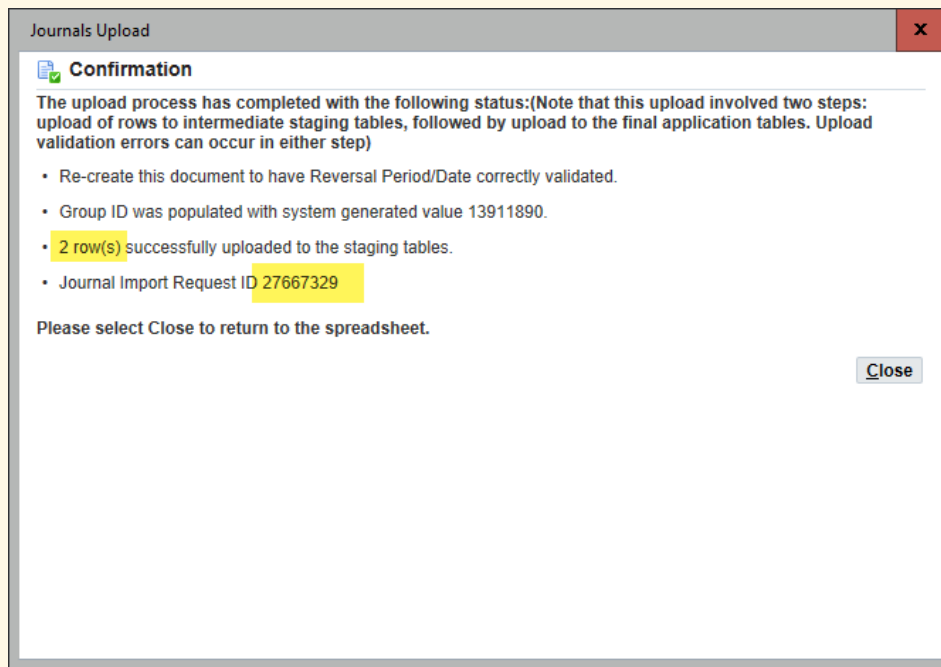 Journals Upload
x
Confirmation
The upload process has completed with the following status:(Note that this upload involved two steps:
upload of rows to intermediate staging tables, followed by upload to the final application tables. Upload
validation errors can occur in either step)
• Re-create this document to have Reversal Period/Date correctly validated.
• Group ID was populated with system generated value 13911890.
• 2 row(s) successfully uploaded to the staging tables.
• Journal Import Request ID 27667329
Please select Close to return to the spreadsheet.
Close